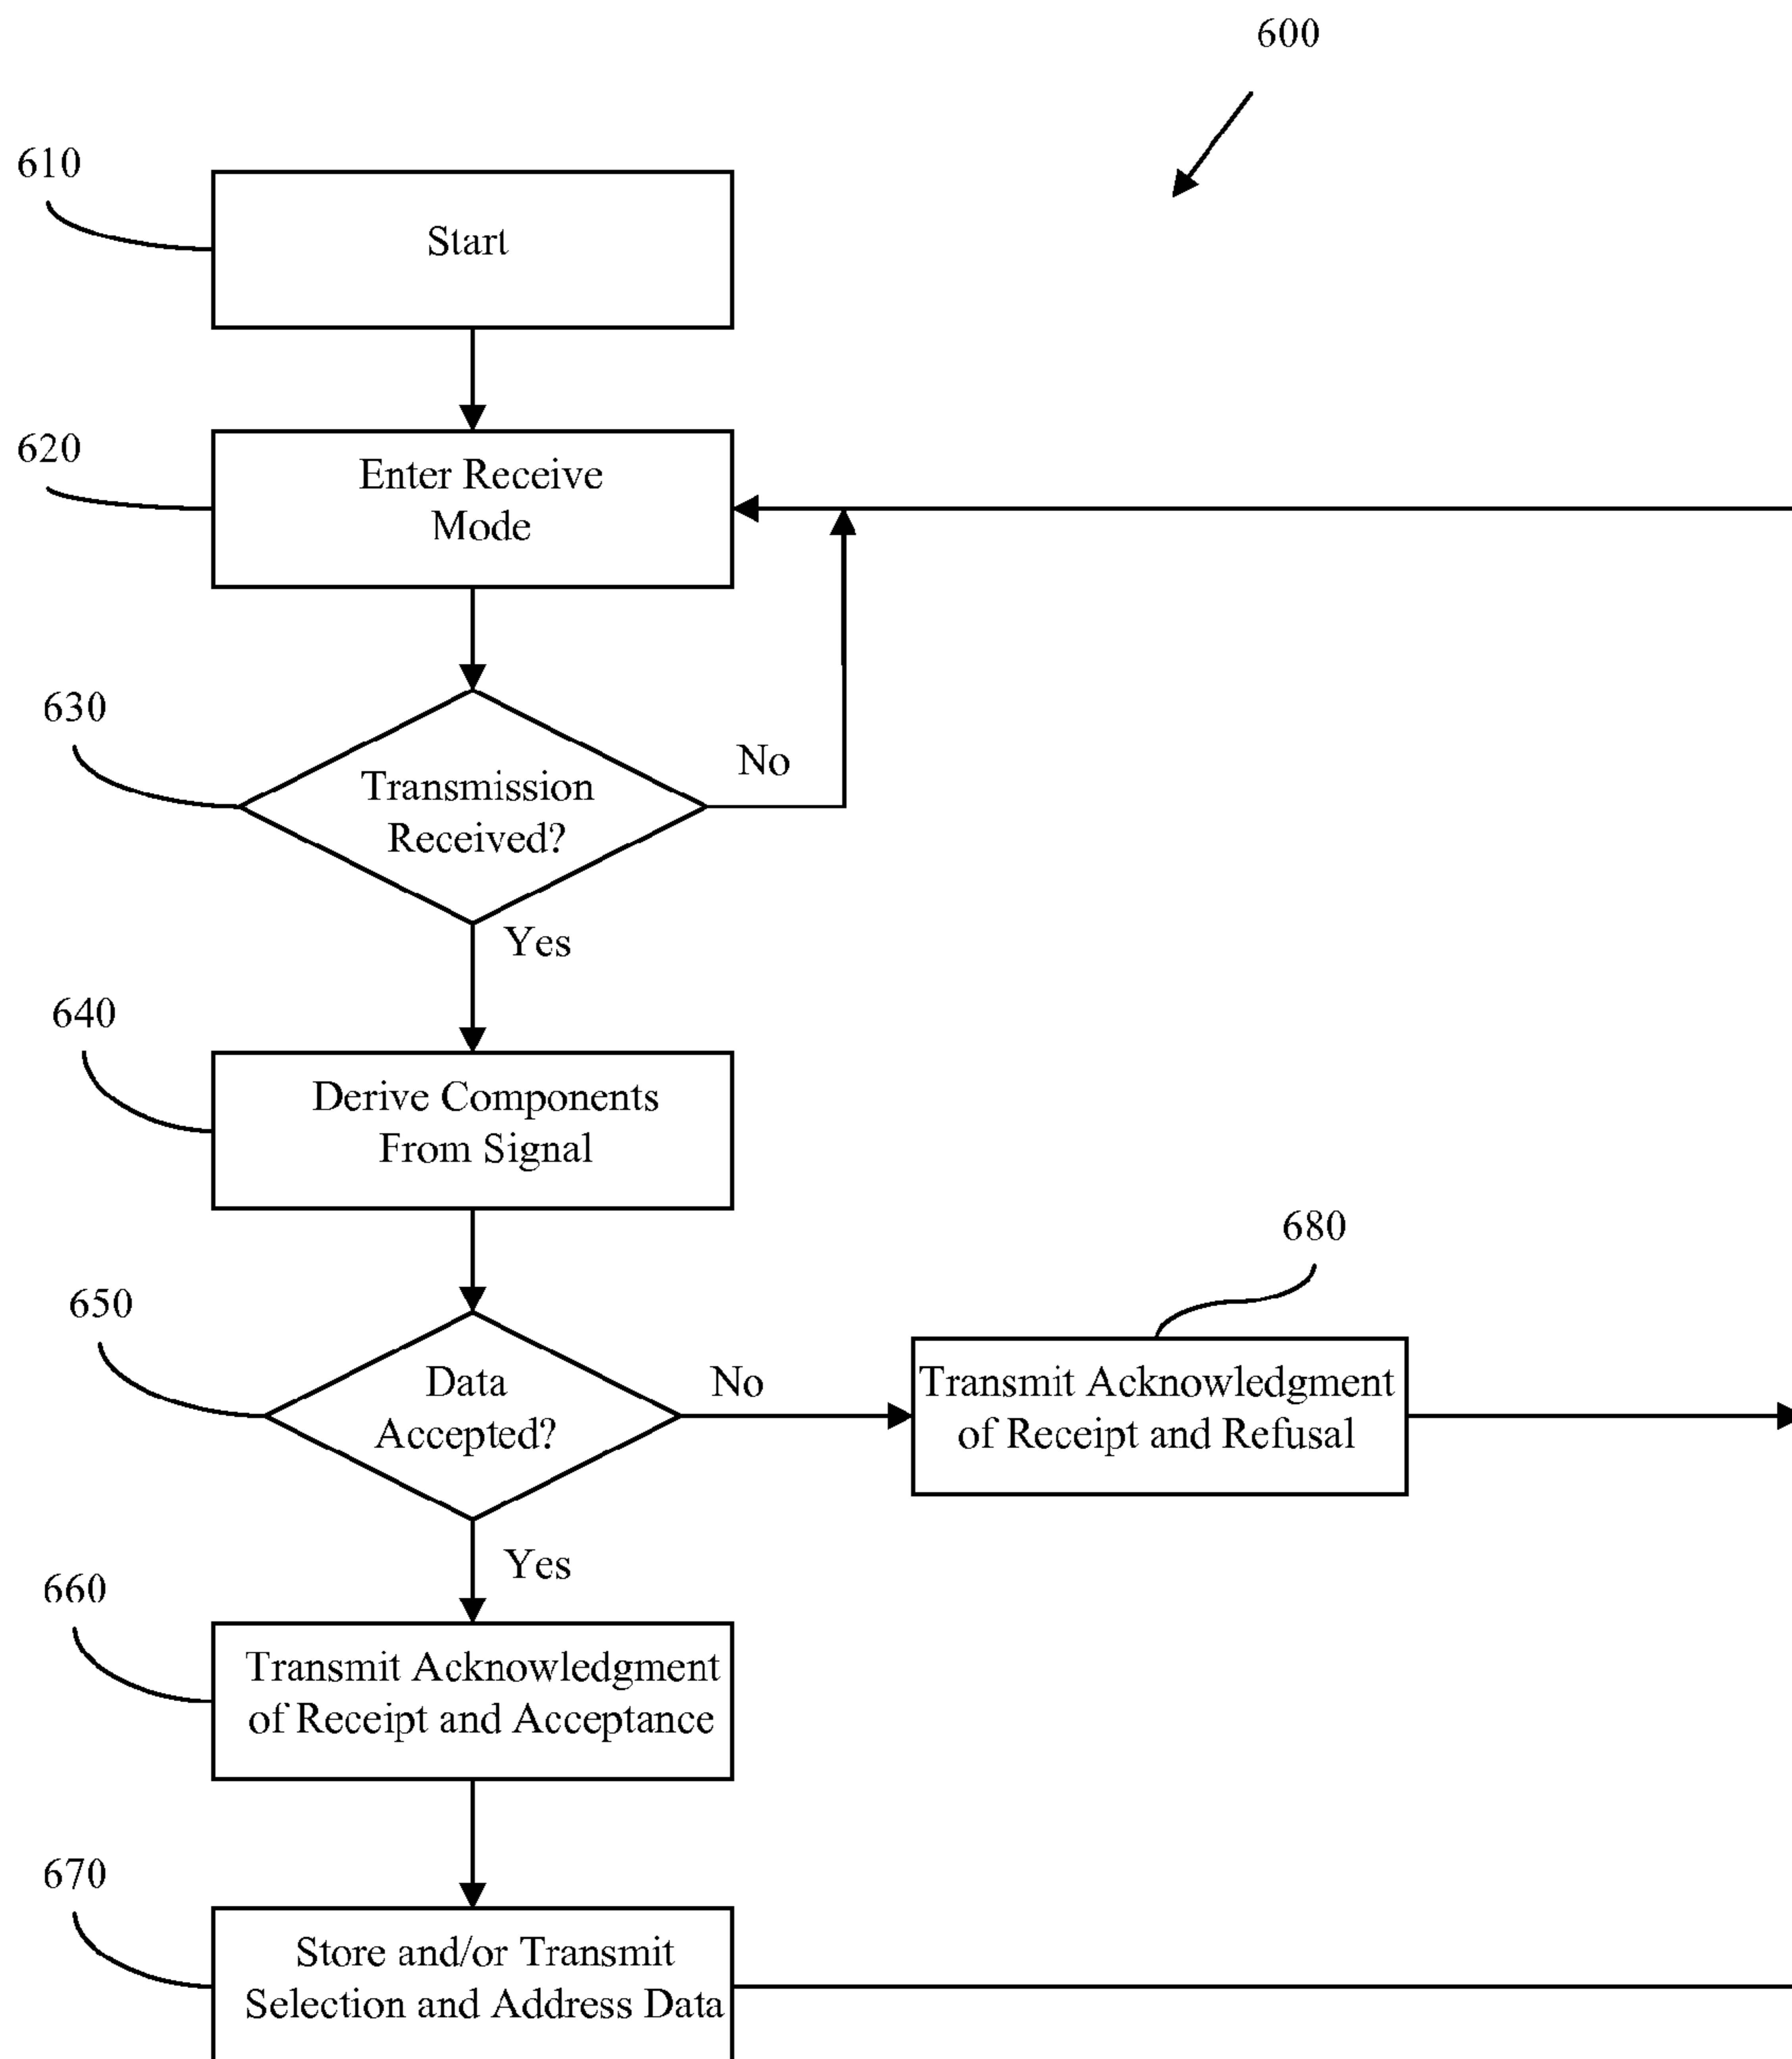 600
610
Start
620
Enter Receive
Mode
630
Transmission
Received?
No
Yes
640
Derive Components
From Signal
650
Data
Accepted?
No
680
Transmit Acknowledgment
of Receipt and Refusal
Yes
660
Transmit Acknowledgment
of Receipt and Acceptance
670
Store and/or Transmit
Selection and Address Data